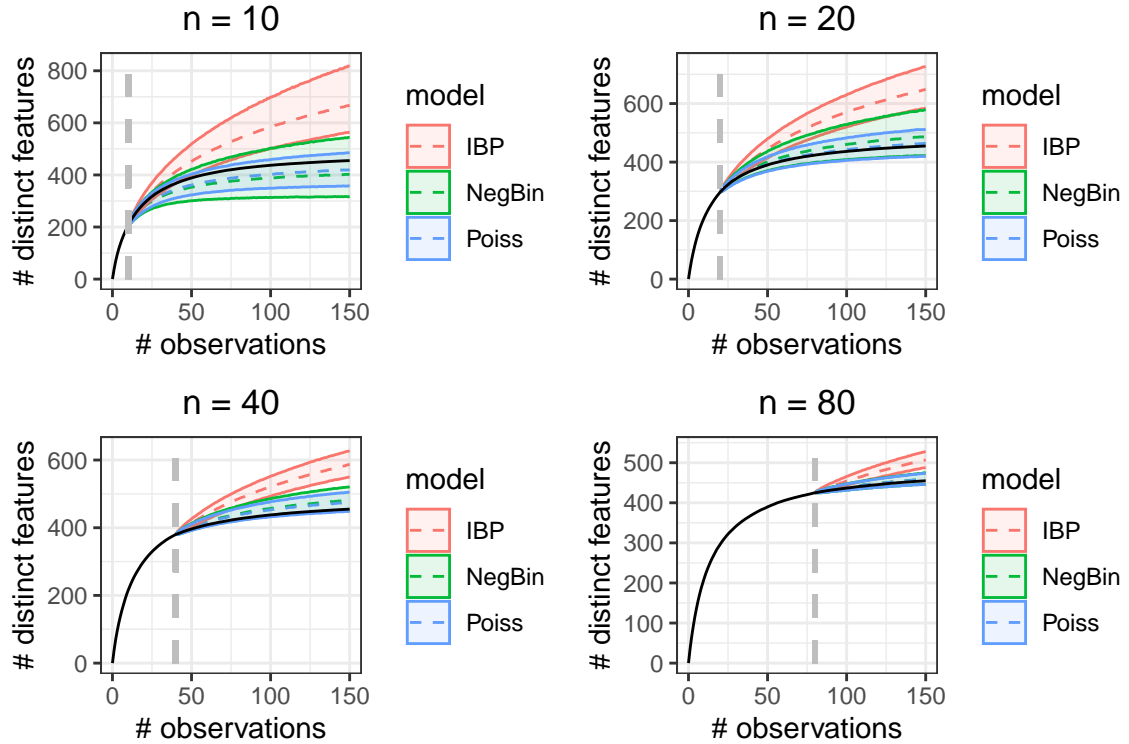 n = 10
# distinct features
800
600
400
200
0
0 50 100 150
# observations
model
IBP
NegBin
Poiss
n = 20
# distinct features
600
400
200
0
0 50 100 150
# observations
model
IBP
NegBin
Poiss
n = 40
# distinct features
600
400
200
0
0 50 100 150
# observations
model
IBP
NegBin
Poiss
n = 80
# distinct features
500
400
300
200
100
0
0 50 100 150
# observations
model
IBP
NegBin
Poiss